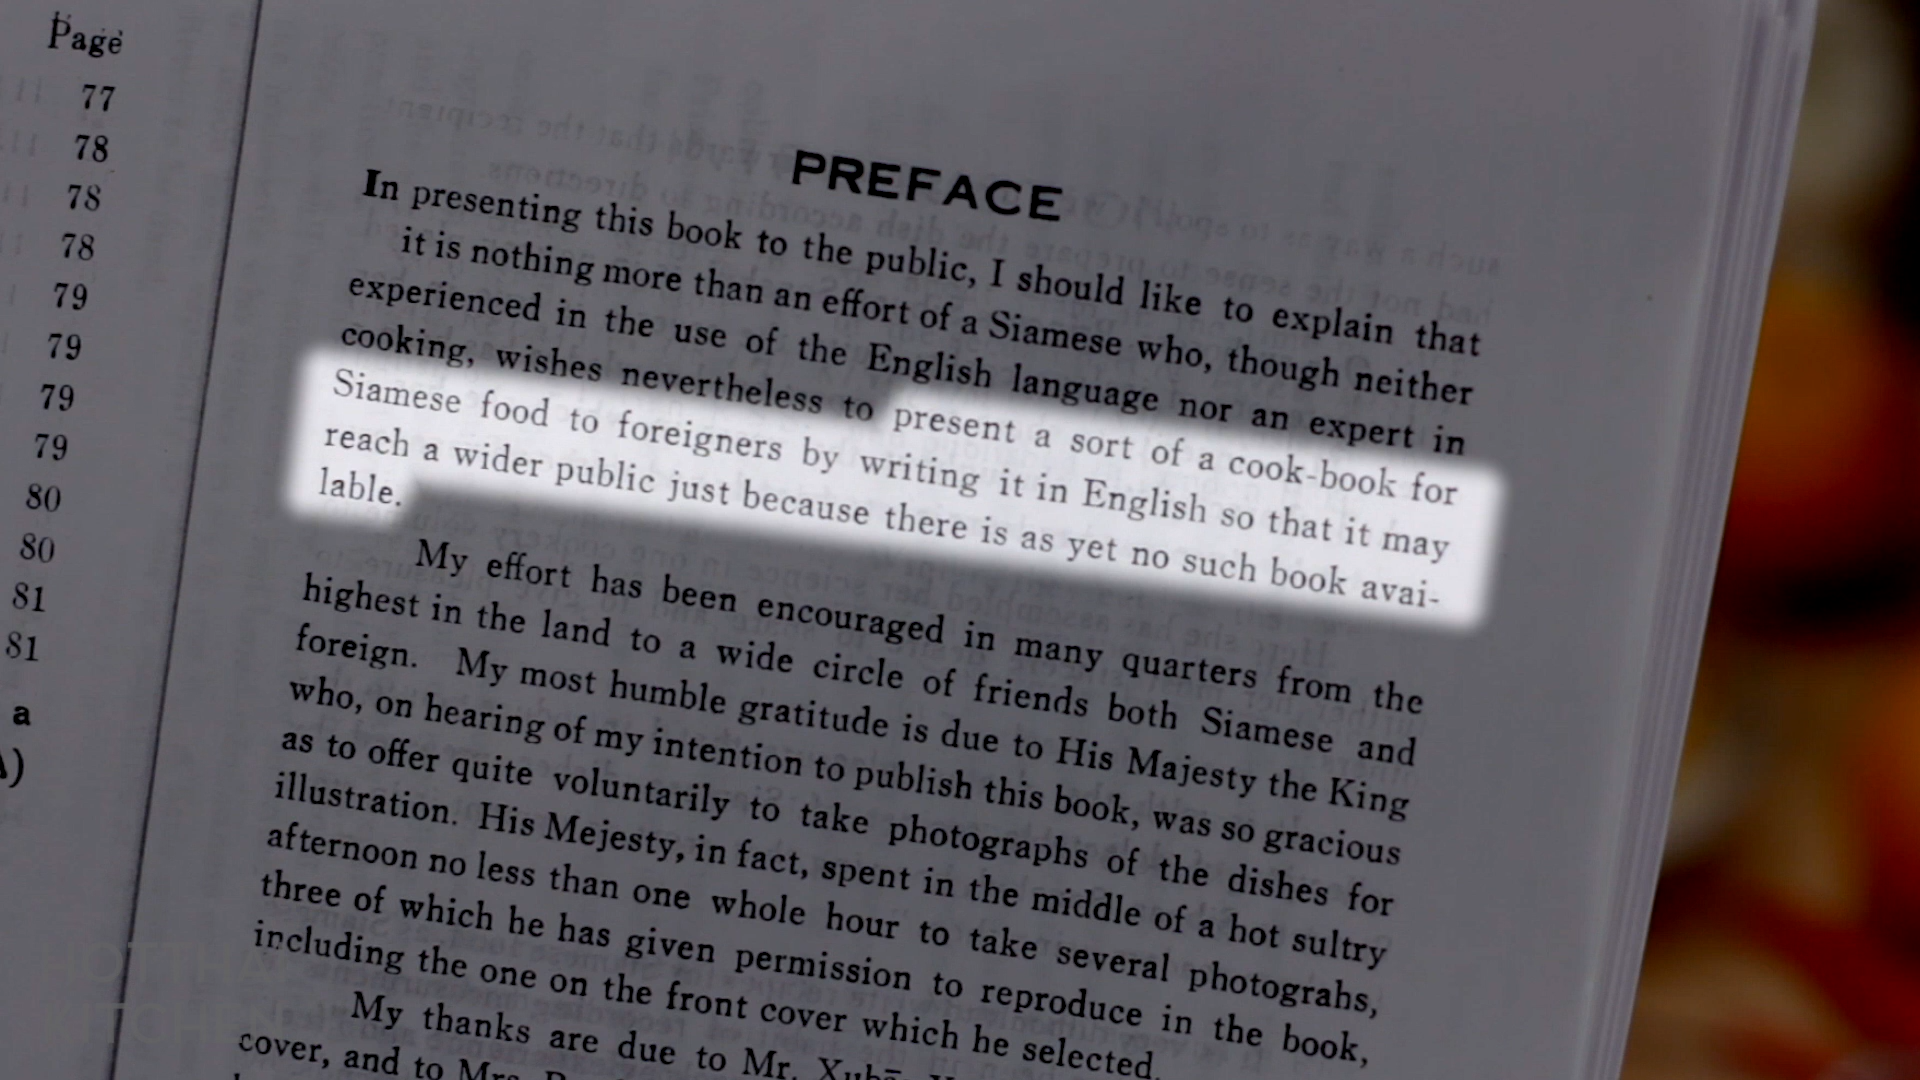 Page
77
78
78
78
79
79
79
79
80
80
81
81
a
)
PREFACE
In presenting this book to the public, I should like to explain that
it is nothing more than an effort of a Siamese who, though neither
experienced in the use of the English language nor an expert in
cooking, wishes nevertheless to present a sort of a cook-book for
Siamese food to foreigners by writing it in English so that it may
reach a wider public just because there is as yet no such book avai-
lable.
My effort has been encouraged in many quarters from the
highest in the land to a wide circle of friends both Siamese and
foreign. My most humble gratitude is due to His Majesty the King
who, on hearing of my intention to publish this book, was so gracious
as to offer quite voluntarily to take photographs of the dishes for
illustration. His Mejesty, in fact, spent in the middle of a hot sultry
afternoon no less than one whole hour to take several photograhs,
three of which he has given permission to reproduce in the book,
including the one on the front cover which he selected.
My thanks are due to Mr.
cover, and to Mrs.